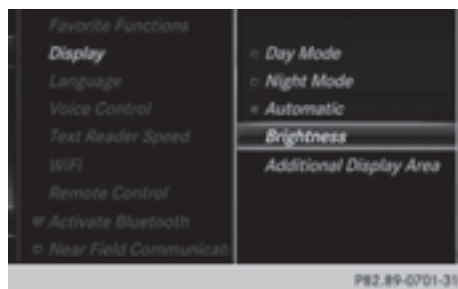 Favorite Functions
Display
Language
Voice Control
Text Reader Speed
WiFi
Remote Control
Activate Bluetooth
Near Field Communicat
Day Mode
Night Mode
Automatic
Brightness
Additional Display Area
P82.89-0701-31